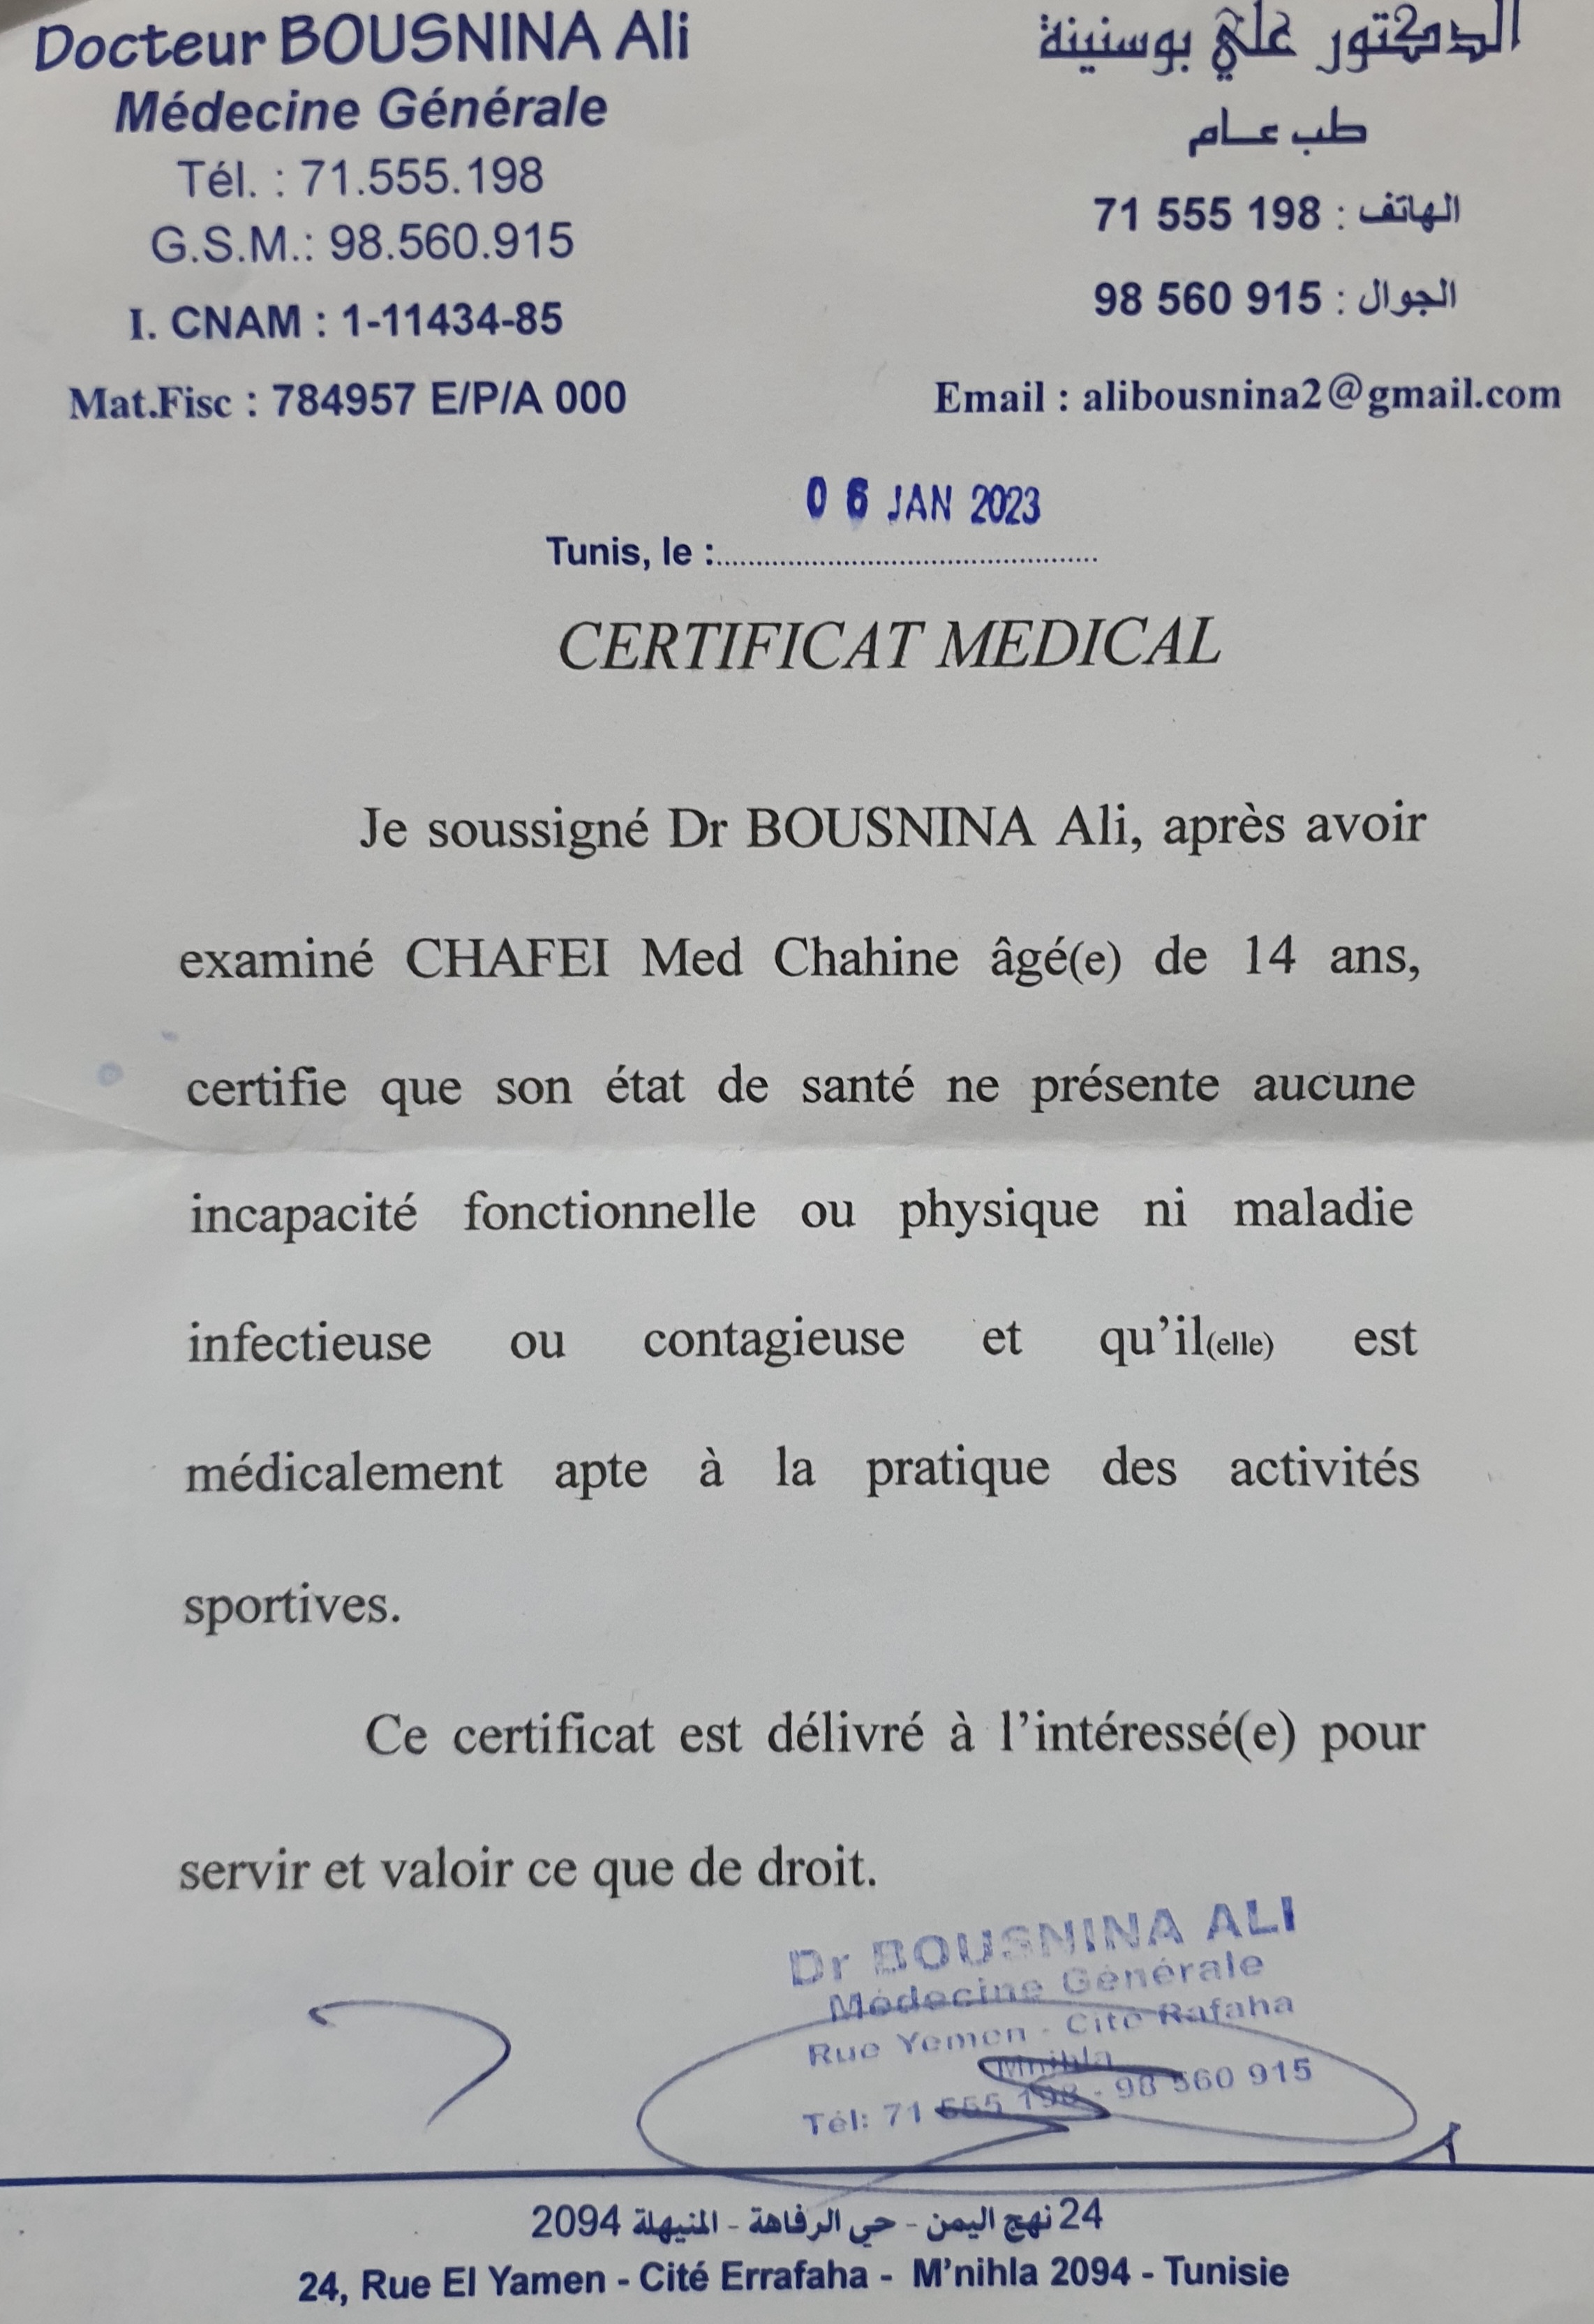 Docteur BOUSNINA Ali
Médecine Générale
Tél. : 71.555.198
G.S.M.: 98.560.915
I. CNAM : 1-11434-85
Mat.Fisc : 784957 E/P/A 000
الدكتور علي بوسنينة
طب عام
الهاتف : 71 555 198
الجوال : 98 560 915
Email : alibousnina2@gmail.com
06 JAN 2023
Tunis, le :
CERTIFICAT MEDICAL
Je soussigné Dr BOUSNINA Ali, après avoir
examiné CHAFEI Med Chahine âgé(e) de 14 ans,
certifie que son état de santé ne présente aucune
incapacité fonctionnelle ou physique ni maladie
infectieuse ou contagieuse et qu'il(elle) est
médicalement apte à la pratique des activités
sportives.
Ce certificat est délivré à l'intéressé(e) pour
servir et valoir ce que de droit.
Dr BOUSNINA ALI
Médecine Générale
Rue Yemen - Cité Rafaha
Mnihla
Tél: 71 555 198 - 98 560 915
24 نهج اليمن - حي الرفاهة - المنيهلة 2094
24, Rue El Yamen - Cité Errafaha - M'nihla 2094 - Tunisie